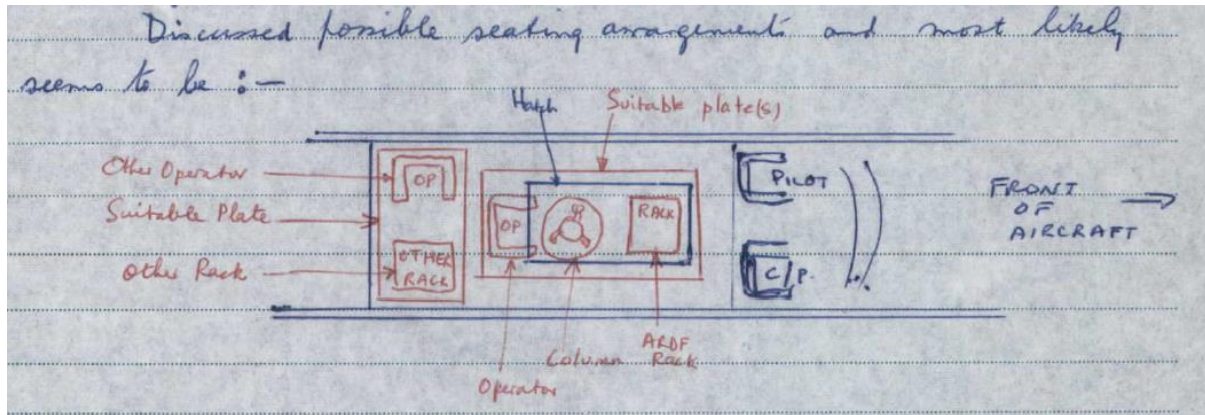 Discussed possible seating arrangements and most likely
seems to be :—
Hatch
Suitable plate(s)
Other Operator
OP
PILOT
FRONT
OF
AIRCRAFT
Suitable Plate
OP
RACK
Other Rack
OTHER
RACK
C/P.
Column
ARDF
Rack
Operator